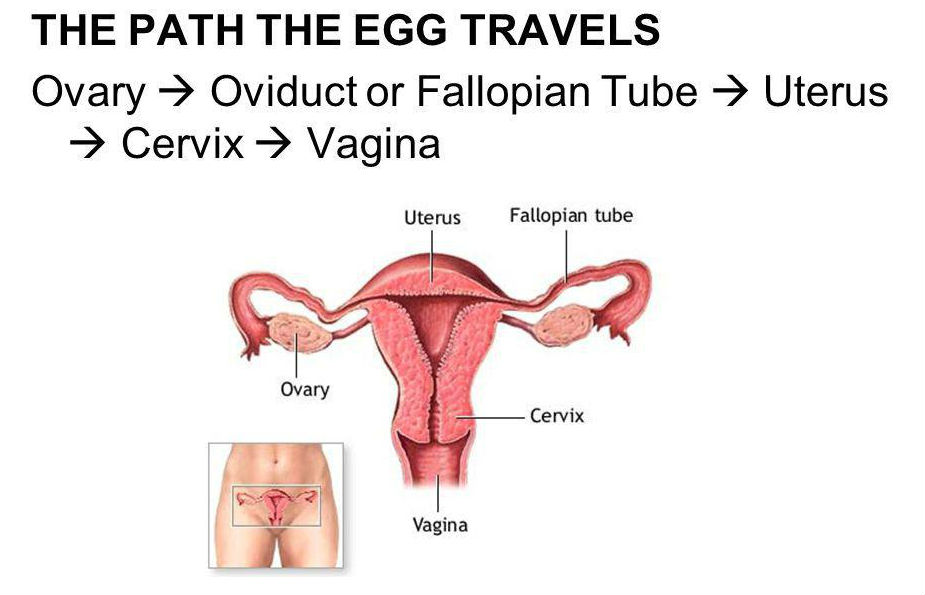 THE PATH THE EGG TRAVELS
Ovary → Oviduct or Fallopian Tube → Uterus
→ Cervix → Vagina
Uterus
Fallopian tube
Ovary
Cervix
Vagina